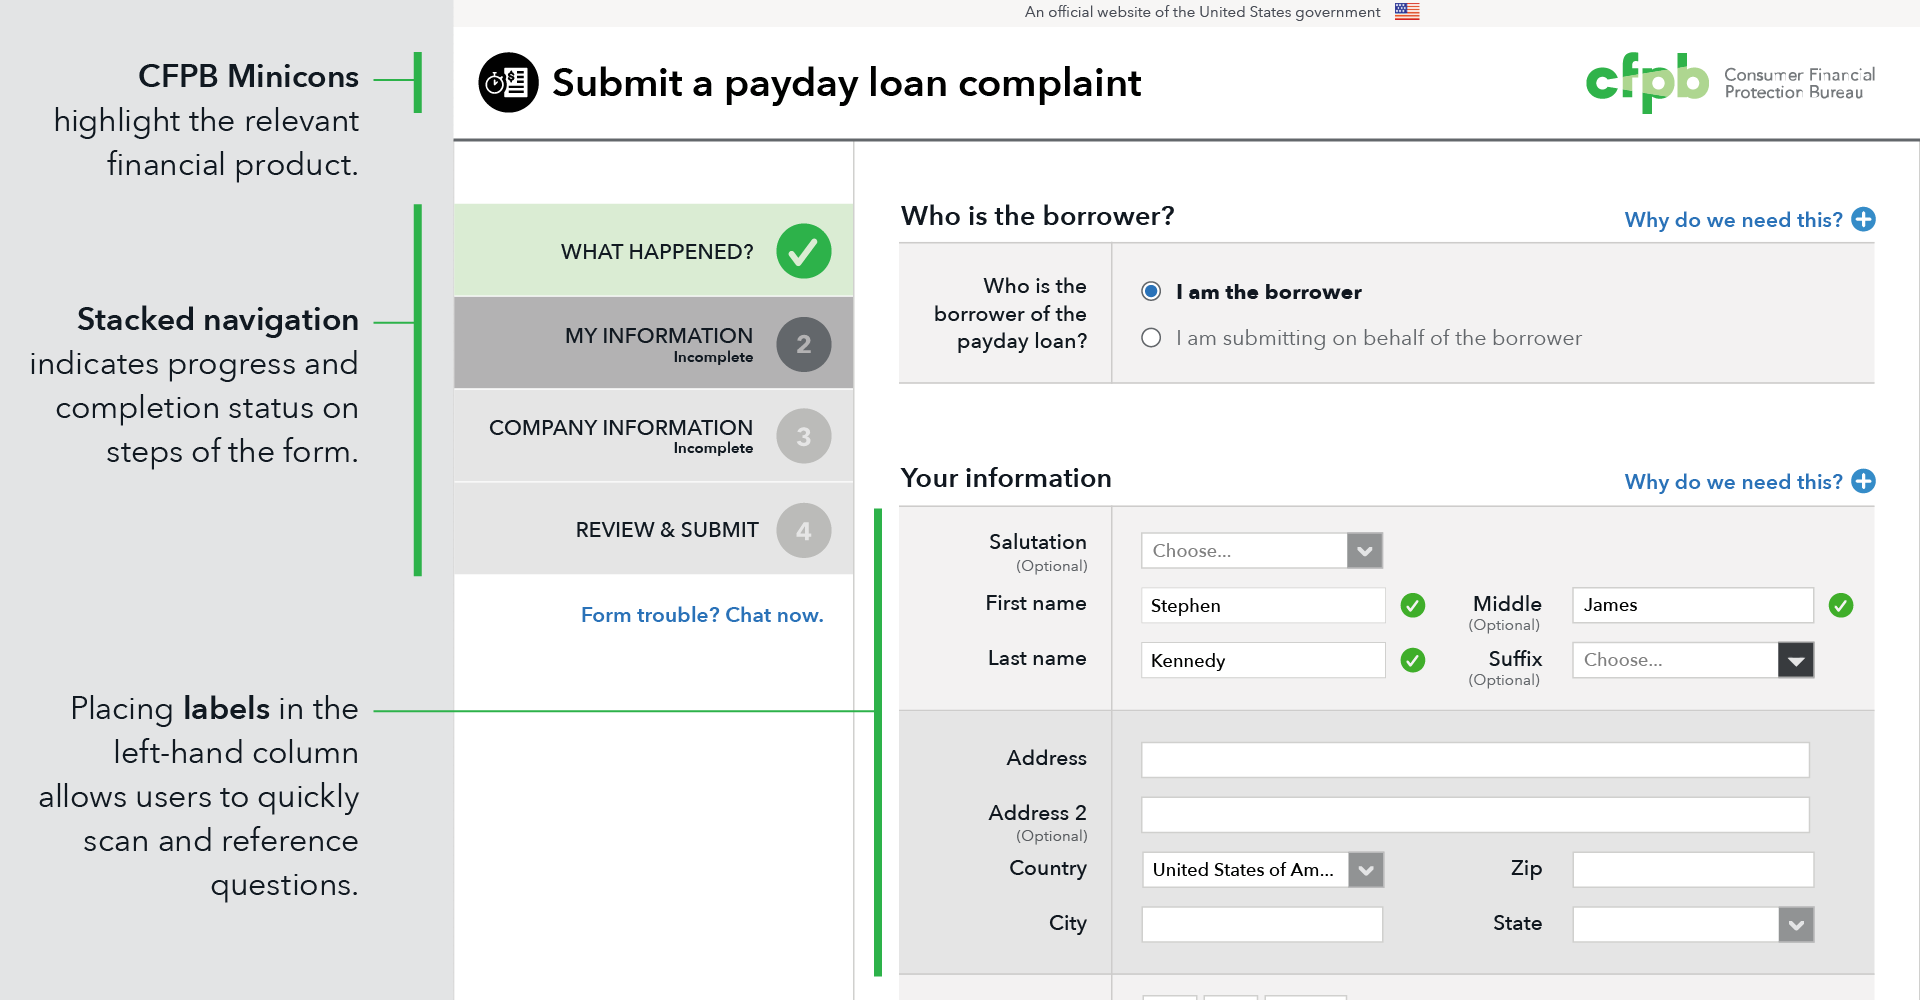 An official website of the United States government
CFPB Minicons
highlight the relevant
financial product.
Stacked navigation
indicates progress and
completion status on
steps of the form.
Placing labels in the
left-hand column
allows users to quickly
scan and reference
questions.
Submit a payday loan complaint
cfpb
Consumer Financial
Protection Bureau
WHAT HAPPENED?
MY INFORMATION
Incomplete
2
COMPANY INFORMATION
Incomplete
3
REVIEW & SUBMIT
4
Form trouble? Chat now.
Who is the borrower?
Why do we need this?
Who is the
borrower of the
payday loan?
I am the borrower
I am submitting on behalf of the borrower
Your information
Why do we need this?
Salutation
(Optional)
Choose...
First name
Stephen
Middle
(Optional)
James
Last name
Kennedy
Suffix
(Optional)
Choose...
Address
Address 2
(Optional)
Country
United States of Am...
Zip
City
State